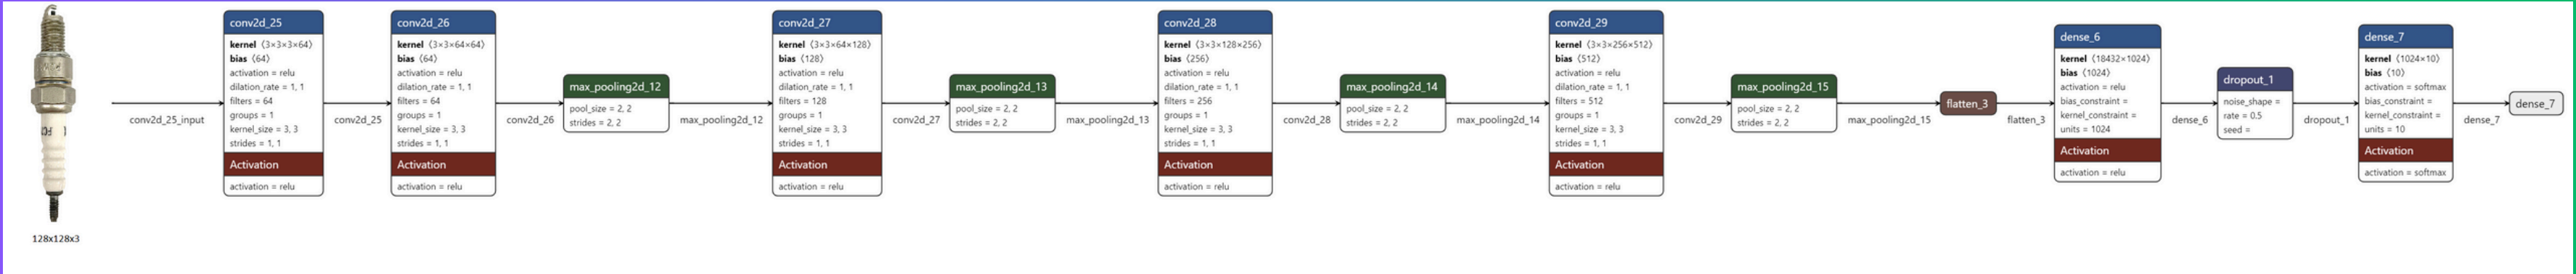 128x128x3
conv2d_25_input
conv2d_25
kernel ⟨3×3×3×64⟩
bias ⟨64⟩
activation = relu
dilation_rate = 1, 1
filters = 64
groups = 1
kernel_size = 3, 3
strides = 1, 1
Activation
activation = relu
conv2d_25
conv2d_26
kernel ⟨3×3×64×64⟩
bias ⟨64⟩
activation = relu
dilation_rate = 1, 1
filters = 64
groups = 1
kernel_size = 3, 3
strides = 1, 1
Activation
activation = relu
conv2d_26
max_pooling2d_12
pool_size = 2, 2
strides = 2, 2
max_pooling2d_12
conv2d_27
kernel ⟨3×3×64×128⟩
bias ⟨128⟩
activation = relu
dilation_rate = 1, 1
filters = 128
groups = 1
kernel_size = 3, 3
strides = 1, 1
Activation
activation = relu
conv2d_27
max_pooling2d_13
pool_size = 2, 2
strides = 2, 2
max_pooling2d_13
conv2d_28
kernel ⟨3×3×128×256⟩
bias ⟨256⟩
activation = relu
dilation_rate = 1, 1
filters = 256
groups = 1
kernel_size = 3, 3
strides = 1, 1
Activation
activation = relu
conv2d_28
max_pooling2d_14
pool_size = 2, 2
strides = 2, 2
max_pooling2d_14
conv2d_29
kernel ⟨3×3×256×512⟩
bias ⟨512⟩
activation = relu
dilation_rate = 1, 1
filters = 512
groups = 1
kernel_size = 3, 3
strides = 1, 1
Activation
activation = relu
conv2d_29
max_pooling2d_15
pool_size = 2, 2
strides = 2, 2
max_pooling2d_15
flatten_3
flatten_3
dense_6
kernel ⟨18432×1024⟩
bias ⟨1024⟩
activation = relu
bias_constraint =
kernel_constraint =
units = 1024
Activation
activation = relu
dense_6
dropout_1
noise_shape =
rate = 0.5
seed =
dropout_1
dense_7
kernel ⟨1024×10⟩
bias ⟨10⟩
activation = softmax
bias_constraint =
kernel_constraint =
units = 10
Activation
activation = softmax
dense_7
dense_7